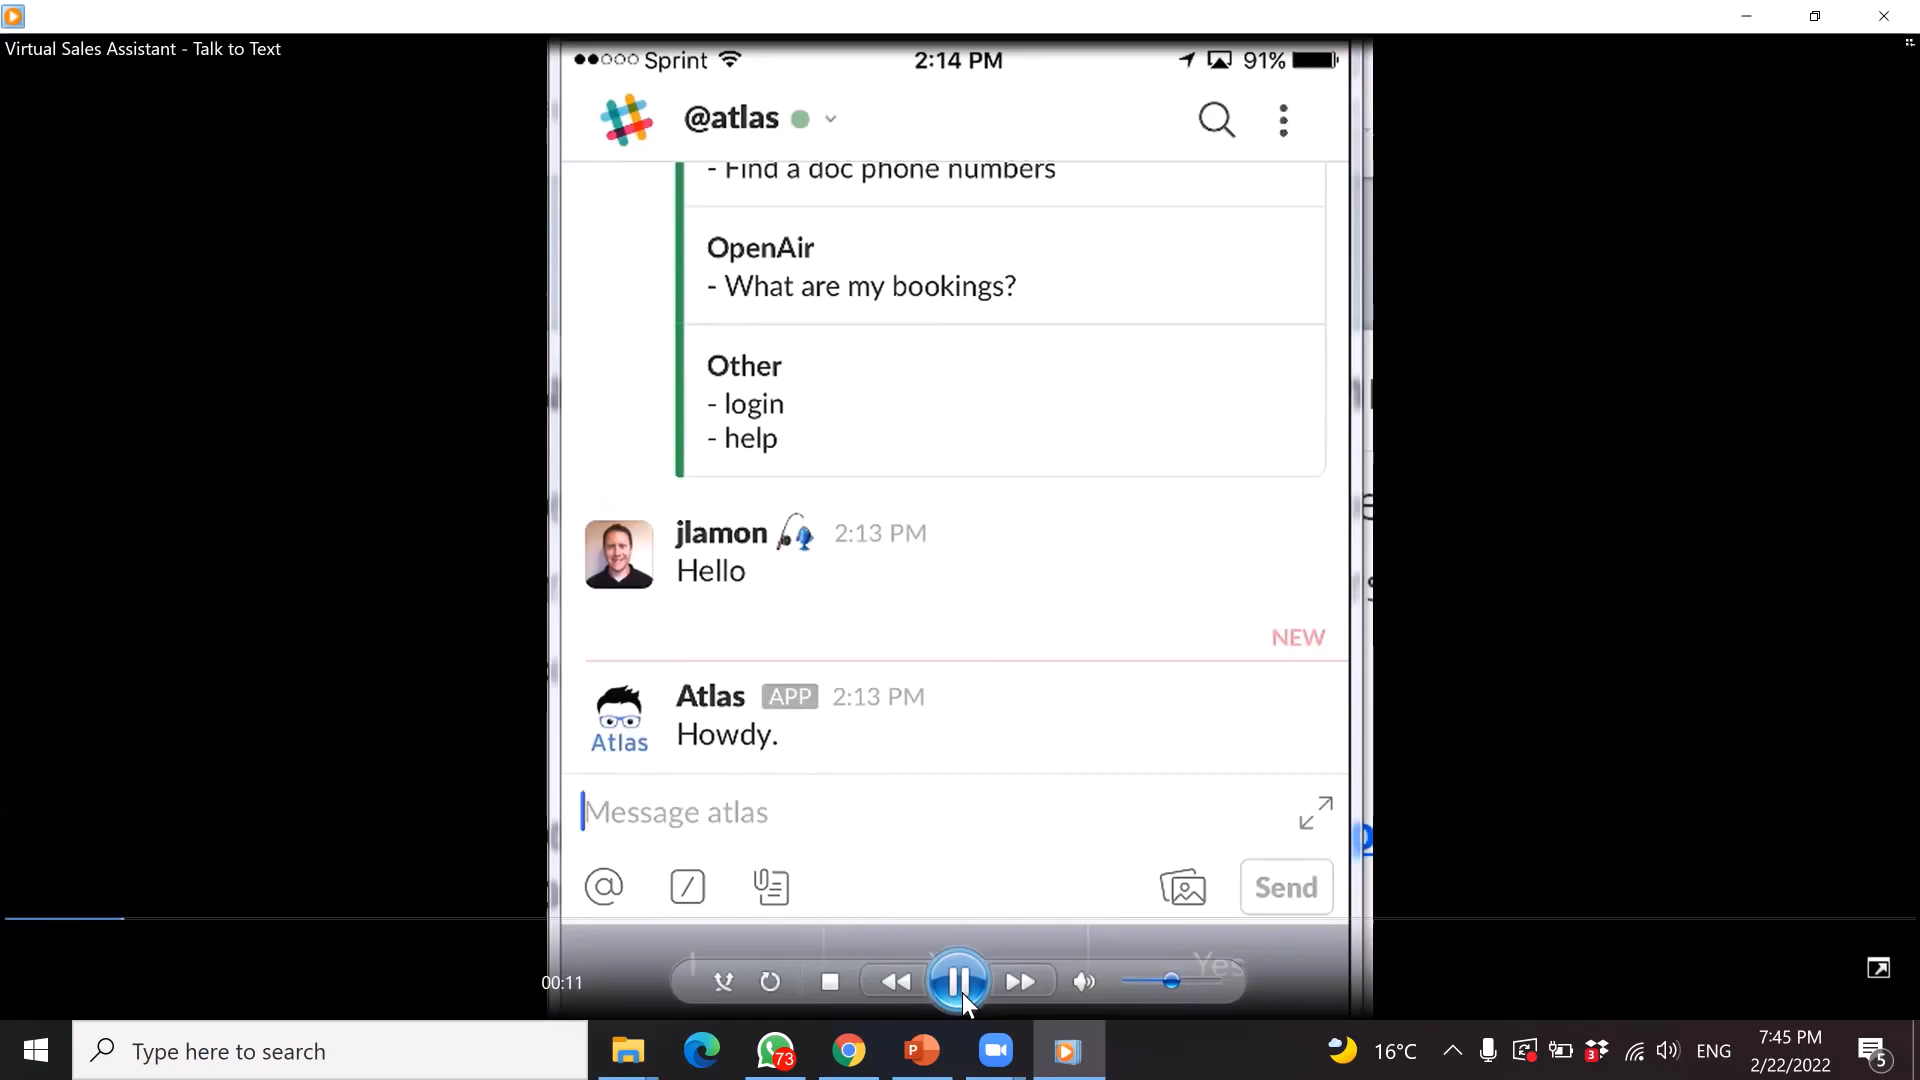 Virtual Sales Assistant - Talk to Text
Sprint 2:14 PM 91%
@atlas
- Find a doc phone numbers
OpenAir
- What are my bookings?
Other
- login
- help
jlamon 2:13 PM
Hello
NEW
Atlas APP 2:13 PM
Atlas
Howdy.
Message atlas
Send
Yes
00:11
Type here to search
73
3
16°C
ENG
7:45 PM
2/22/2022
5